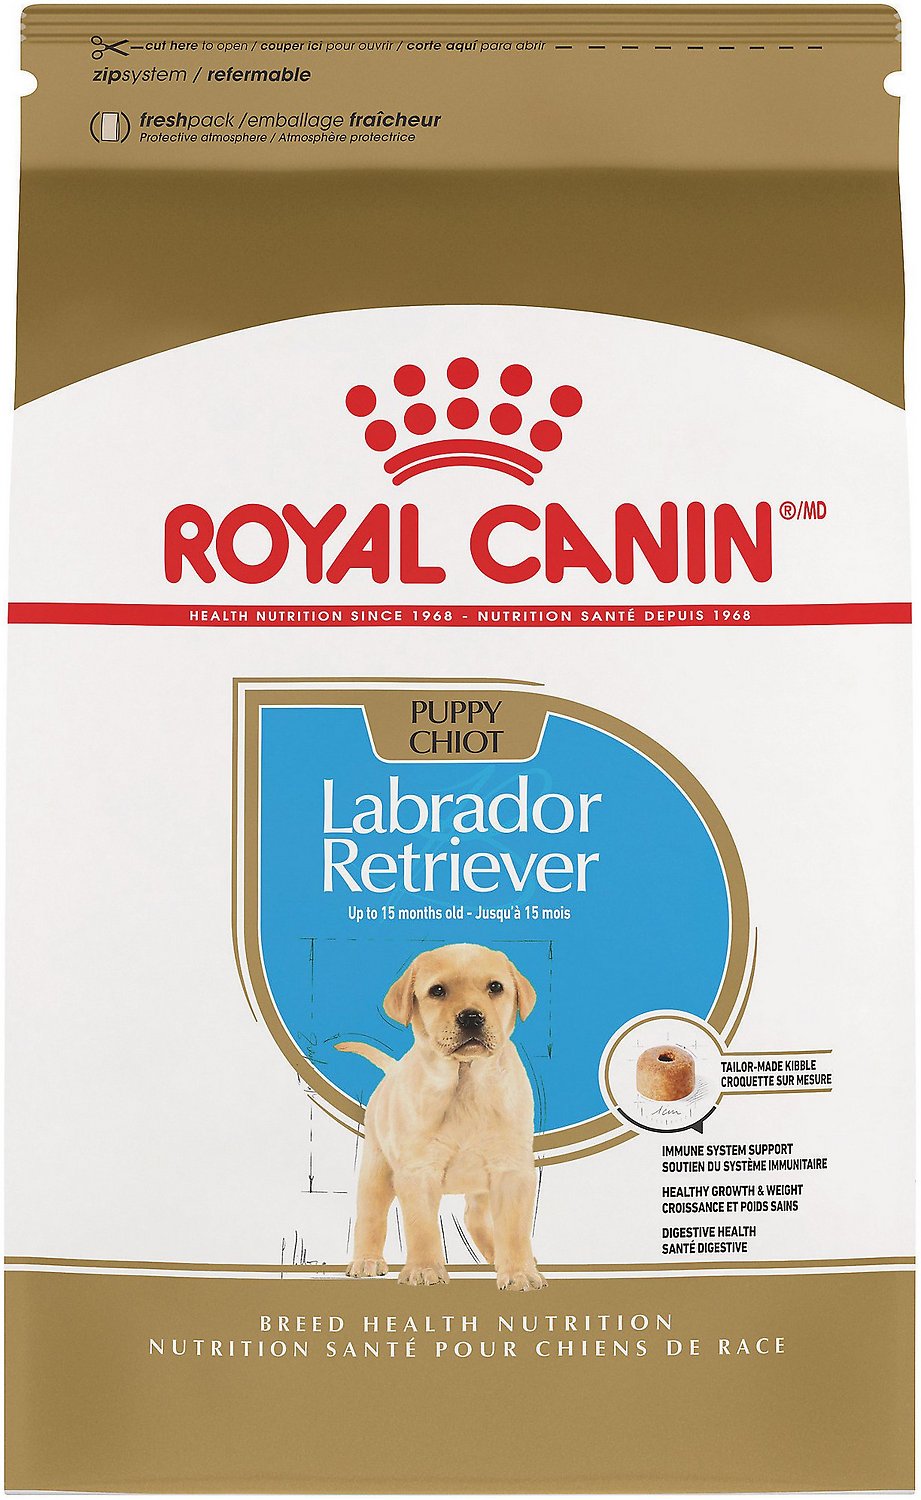 cut here to open / couper ici pour ouvrir / corte aquí para abrir
zipsystem / refermable
freshpack /emballage fraîcheur
Protective atmosphere / Atmosphère protectrice
ROYAL CANIN®/MD
HEALTH NUTRITION SINCE 1968 - NUTRITION SANTÉ DEPUIS 1968
PUPPY
CHIOT
Labrador
Retriever
Up to 15 months old - Jusqu'à 15 mois
TAILOR-MADE KIBBLE
CROQUETTE SUR MESURE
1cm
IMMUNE SYSTEM SUPPORT
SOUTIEN DU SYSTÈME IMMUNITAIRE
HEALTHY GROWTH & WEIGHT
CROISSANCE ET POIDS SAINS
DIGESTIVE HEALTH
SANTÉ DIGESTIVE
BREED HEALTH NUTRITION
NUTRITION SANTÉ POUR CHIENS DE RACE